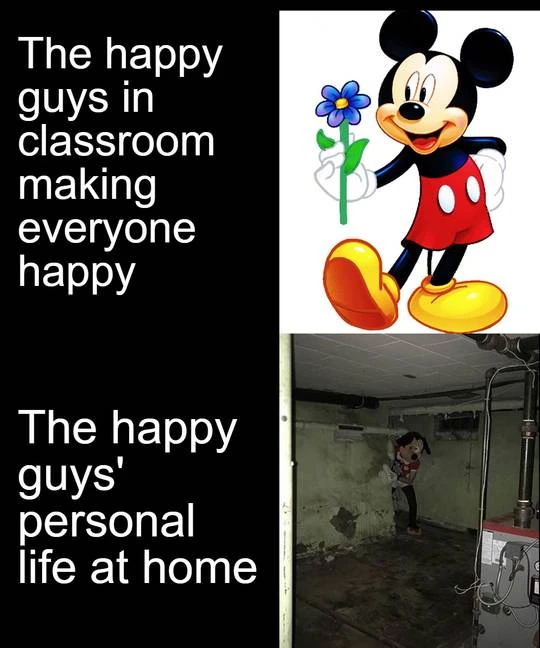 The happy
guys in
classroom
making
everyone
happy
The happy
guys'
personal
life at home